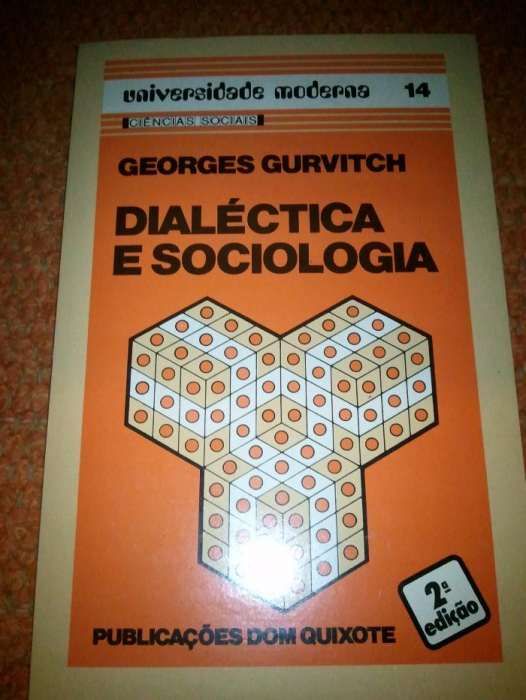 universidade moderna 14
CIÊNCIAS SOCIAIS
GEORGES GURVITCH
DIALÉCTICA
E SOCIOLOGIA
2ª
edição
PUBLICAÇÕES DOM QUIXOTE